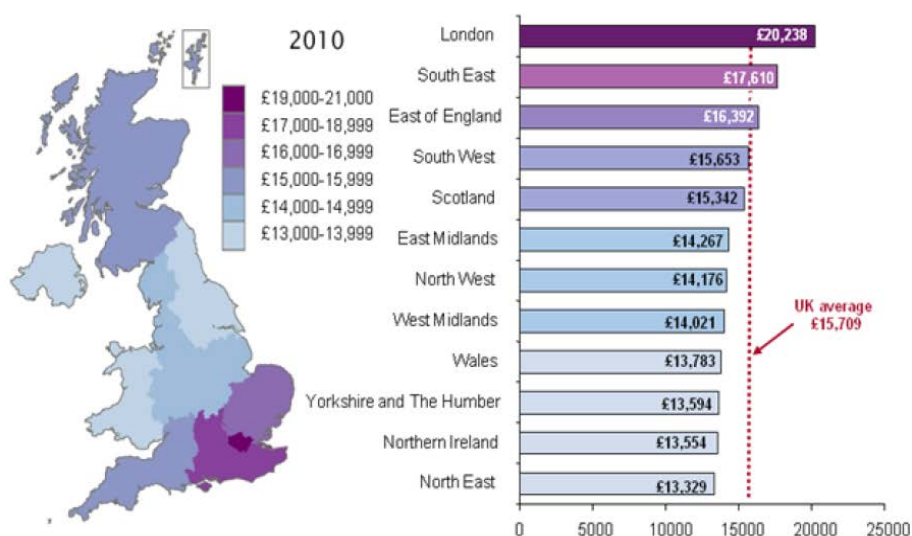 2010
£19,000-21,000
£17,000-18,999
£16,000-16,999
£15,000-15,999
£14,000-14,999
£13,000-13,999
London £20,238
South East £17,610
East of England £16,392
South West £15,653
Scotland £15,342
East Midlands £14,267
North West £14,176
West Midlands £14,021
Wales £13,783
Yorkshire and The Humber £13,594
Northern Ireland £13,554
North East £13,329
UK average
£15,709
0 5000 10000 15000 20000 25000